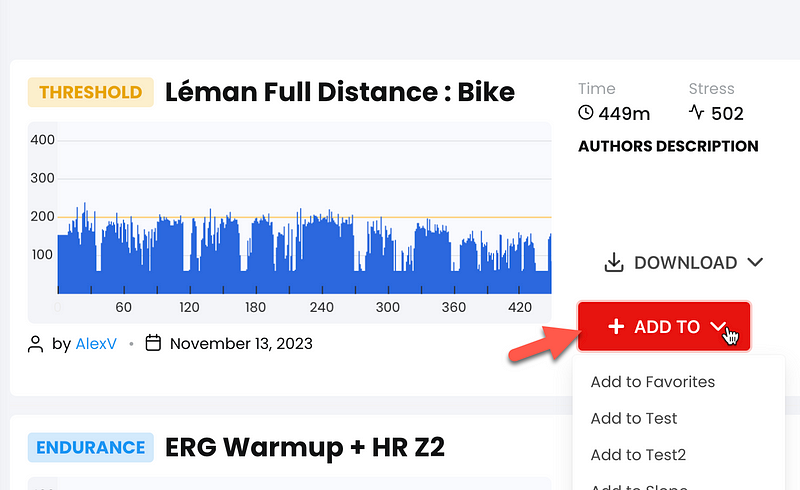 THRESHOLD Léman Full Distance : Bike
Time Stress
449m 502
AUTHORS DESCRIPTION
400
300
200
100
0 60 120 180 240 300 360 420
DOWNLOAD
+ ADD TO
by AlexV • November 13, 2023
Add to Favorites
Add to Test
Add to Test2
Add to Slope
ENDURANCE ERG Warmup + HR Z2